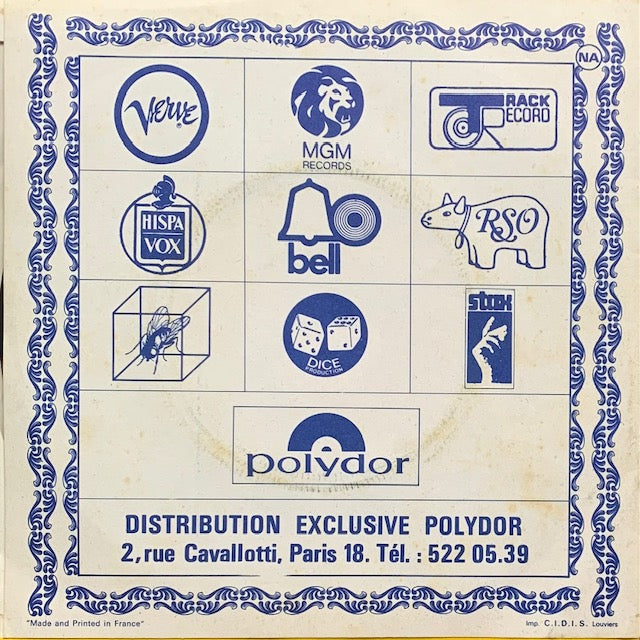 NA
Verve
MGM
RECORDS
TRACK
RECORD
HISPA
VOX
bell
RSO
DICE
PRODUCTION
stax
polydor
DISTRIBUTION EXCLUSIVE POLYDOR
2, rue Cavallotti, Paris 18. Tél. : 522 05.39
"Made and Printed in France"
Imp. C.I.D.I.S. Louviers